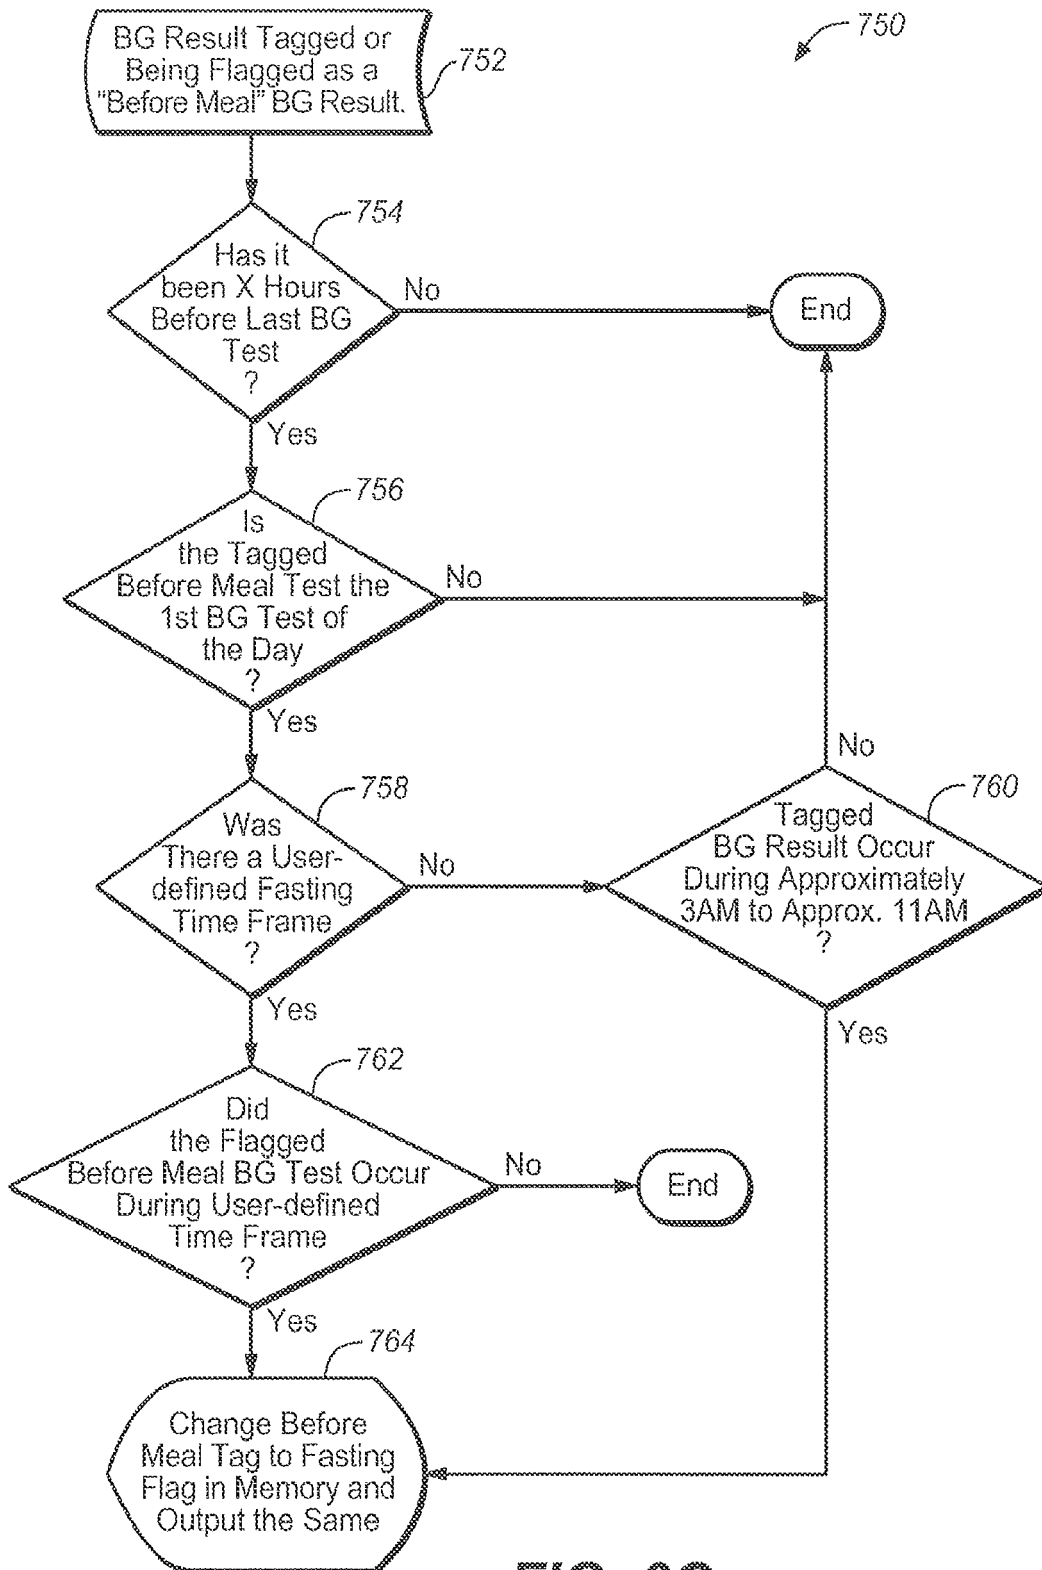 750
BG Result Tagged or
Being Flagged as a
"Before Meal" BG Result.
752
754
Has it
been X Hours
Before Last BG
Test
?
No
End
Yes
756
Is
the Tagged
Before Meal Test the
1st BG Test of
the Day
?
No
Yes
758
Was
There a User-
defined Fasting
Time Frame
?
No
No
760
Tagged
BG Result Occur
During Approximately
3AM to Approx. 11AM
?
Yes
Yes
762
Did
the Flagged
Before Meal BG Test Occur
During User-defined
Time Frame
?
No
End
Yes
764
Change Before
Meal Tag to Fasting
Flag in Memory and
Output the Same